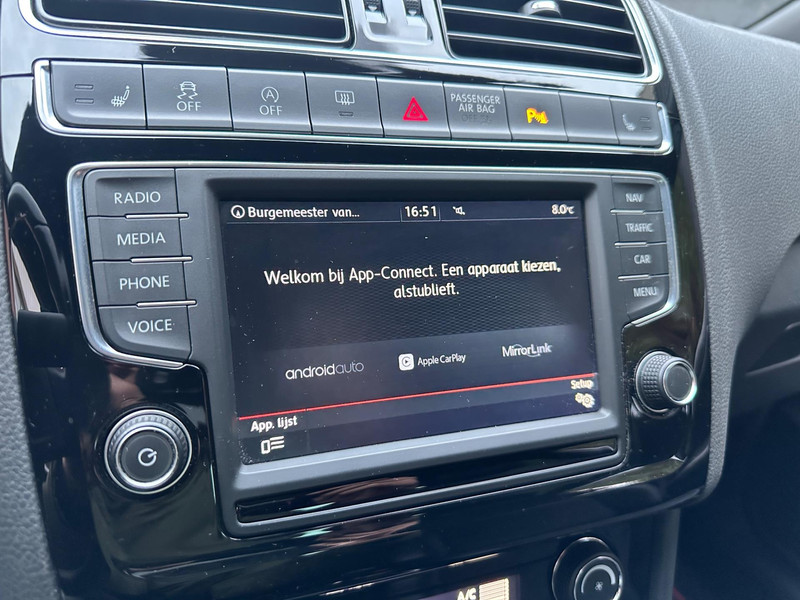 OFF
A
OFF
PASSENGER
AIR BAG
P
RADIO
MEDIA
PHONE
VOICE
Burgemeester van...
16:51
8.0°C
Welkom bij App-Connect. Een apparaat kiezen,
alstublieft.
androidauto
Apple CarPlay
MirrorLink
Setup
App. lijst
NAV
TRAFFIC
CAR
MENU
A/C